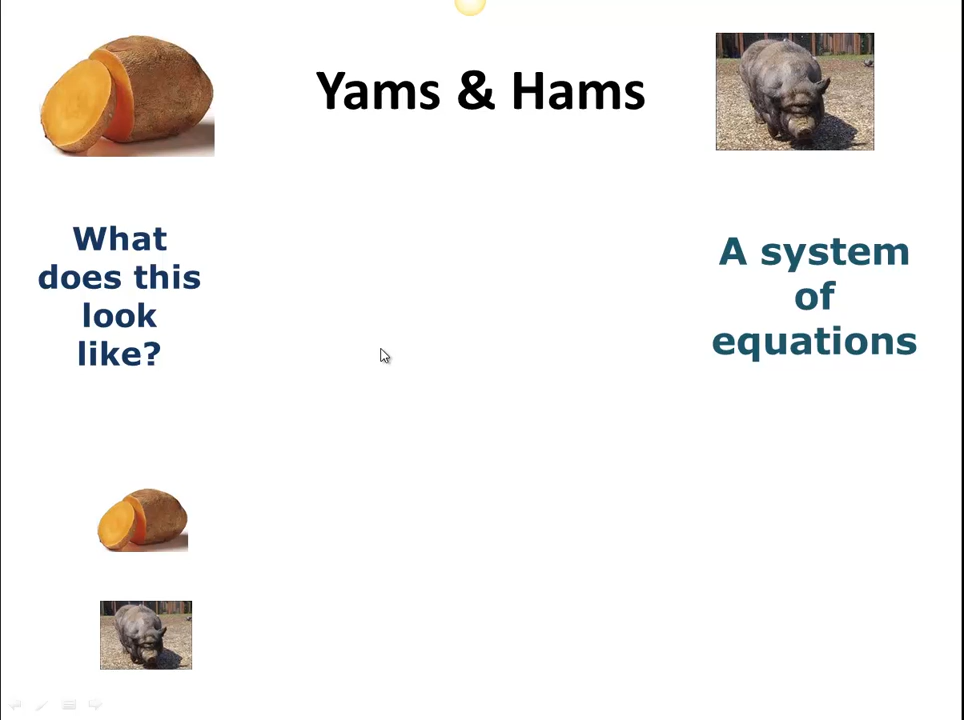 Yams & Hams
What
does this
look
like?
A system
of
equations